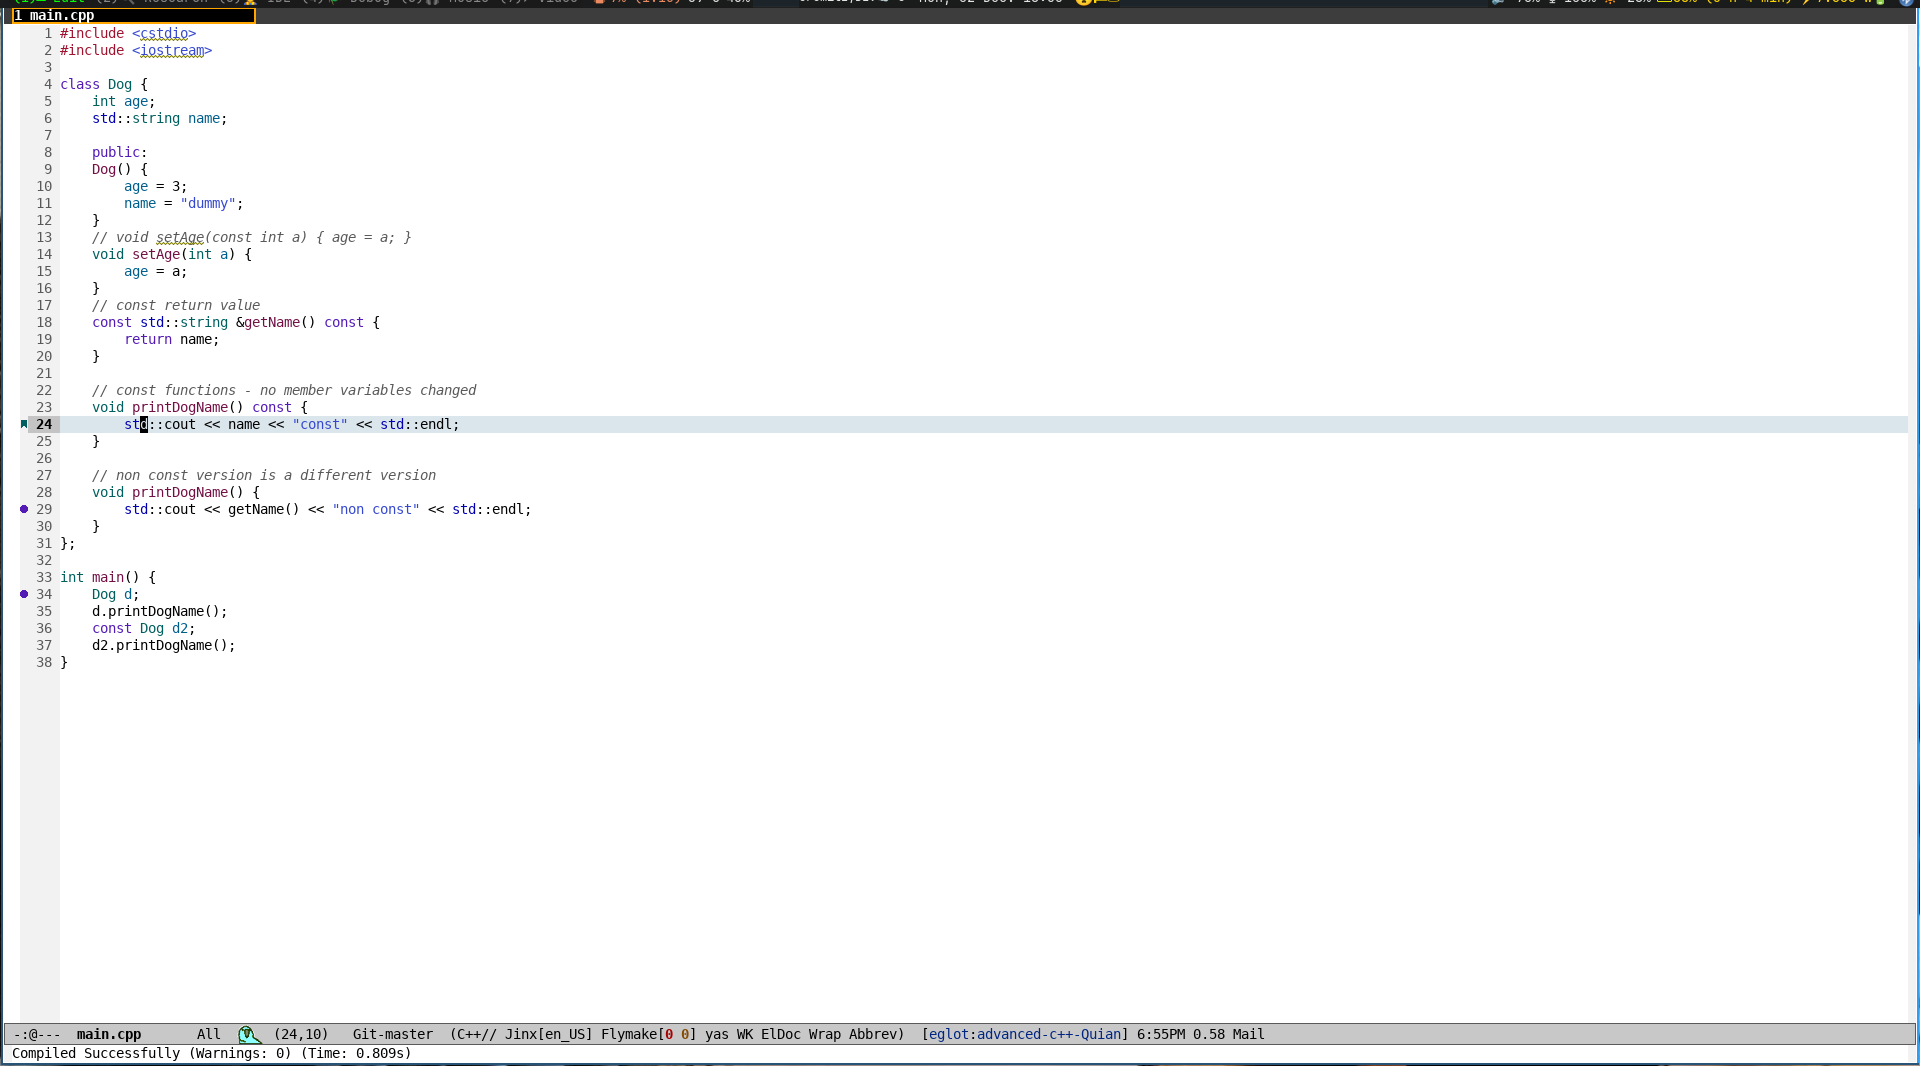 1 main.cpp
1 #include <cstdio>
2 #include <iostream>
3
4 class Dog {
5     int age;
6     std::string name;
7
8     public:
9     Dog() {
10         age = 3;
11         name = "dummy";
12     }
13     // void setAge(const int a) { age = a; }
14     void setAge(int a) {
15         age = a;
16     }
17     // const return value
18     const std::string &getName() const {
19         return name;
20     }
21
22     // const functions - no member variables changed
23     void printDogName() const {
24         std::cout << name << "const" << std::endl;
25     }
26
27     // non const version is a different version
28     void printDogName() {
29         std::cout << getName() << "non const" << std::endl;
30     }
31 };
32
33 int main() {
34     Dog d;
35     d.printDogName();
36     const Dog d2;
37     d2.printDogName();
38 }
-:@---  main.cpp       All   (24,10)   Git-master  (C++// Jinx[en_US] Flymake[0 0] yas WK ElDoc Wrap Abbrev)  [eglot:advanced-c++-Quian] 6:55PM 0.58 Mail
Compiled Successfully (Warnings: 0) (Time: 0.809s)